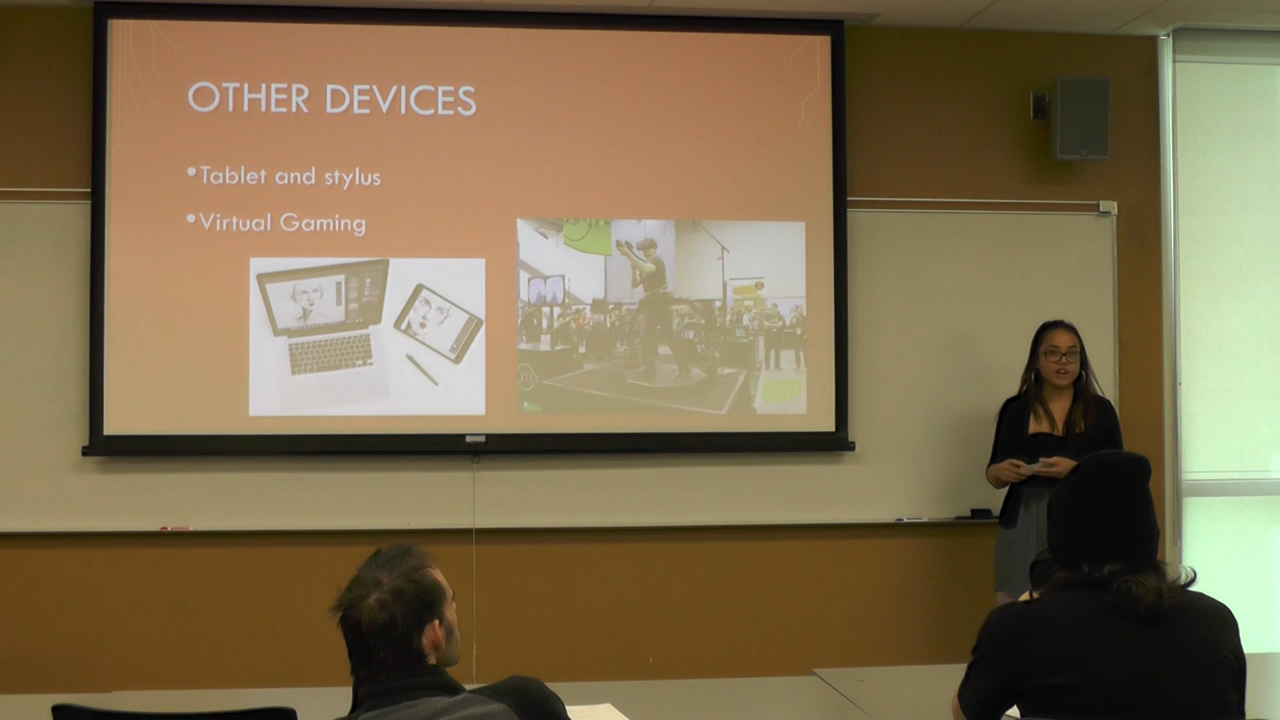 OTHER DEVICES
•Tablet and stylus
•Virtual Gaming